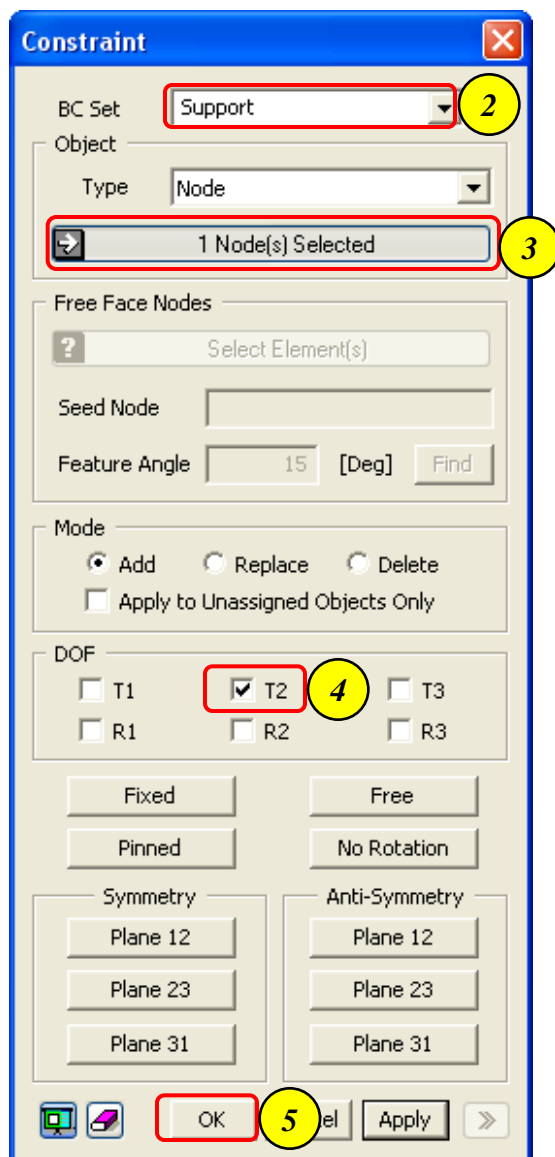 Constraint
BC Set Support 2
Object
Type Node
1 Node(s) Selected 3
Free Face Nodes
? Select Element(s)
Seed Node
Feature Angle 15 [Deg] Find
Mode
Add Replace Delete
Apply to Unassigned Objects Only
DOF
T1 T2 4 T3
R1 R2 R3
Fixed Free
Pinned No Rotation
Symmetry Anti-Symmetry
Plane 12 Plane 12
Plane 23 Plane 23
Plane 31 Plane 31
OK 5 el Apply >>